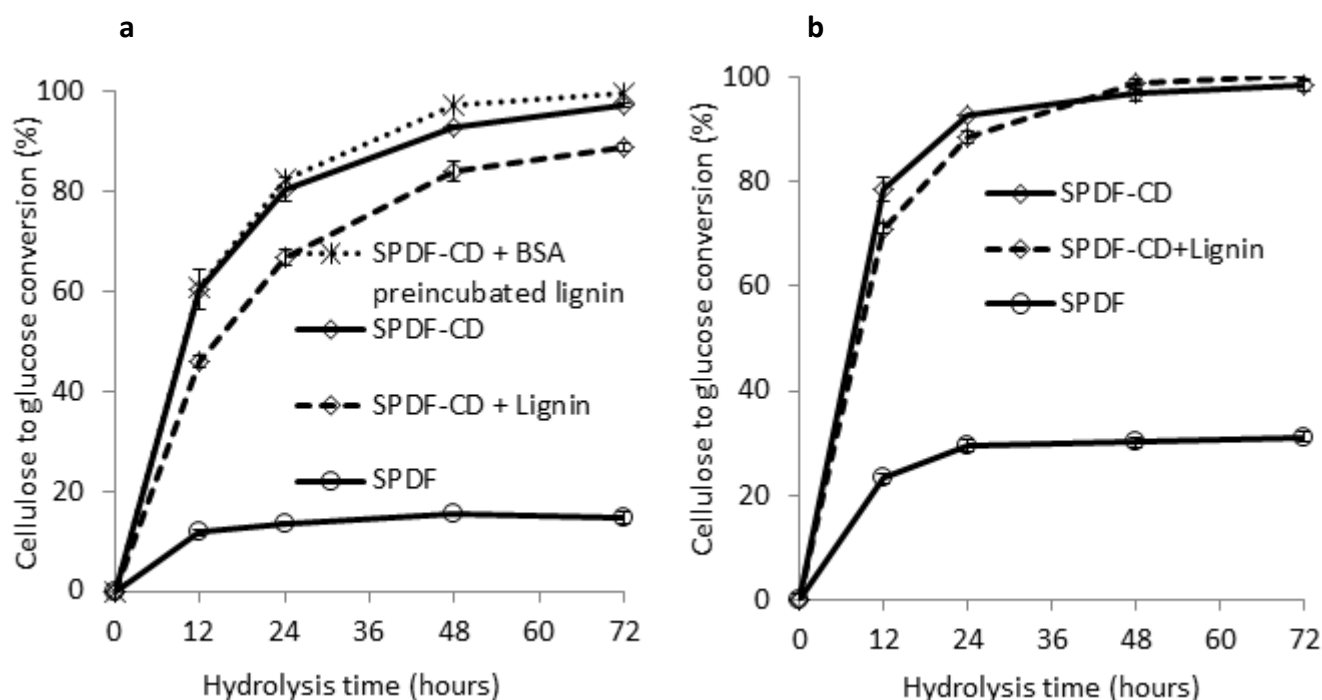 a
100
80
60
40
20
0
Cellulose to glucose conversion (%)
SPDF-CD + BSA
preincubated lignin
SPDF-CD
SPDF-CD + Lignin
SPDF
0 12 24 36 48 60 72
Hydrolysis time (hours)
b
100
80
60
40
20
0
Cellulose to glucose conversion (%)
SPDF-CD
SPDF-CD+Lignin
SPDF
0 12 24 36 48 60 72
Hydrolysis time (hours)